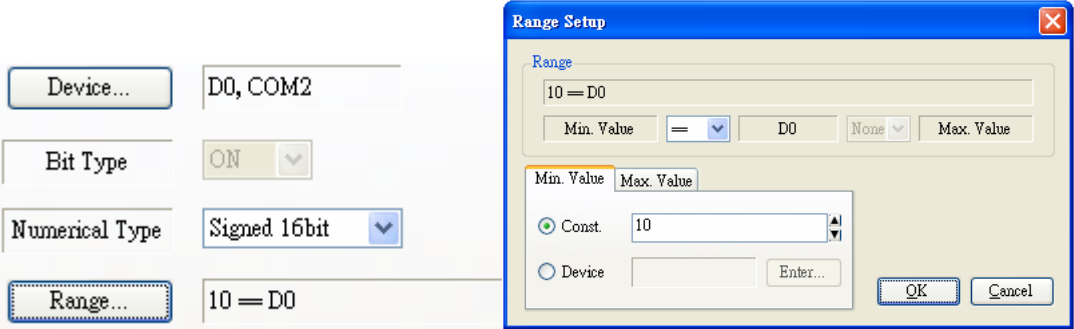 Device...
D0, COM2
Bit Type
ON
Numerical Type
Signed 16bit
Range...
10 == D0
Range Setup
Range
10 == D0
Min. Value
==
D0
None
Max. Value
Min. Value
Max. Value
Const.
10
Device
Enter...
OK
Cancel